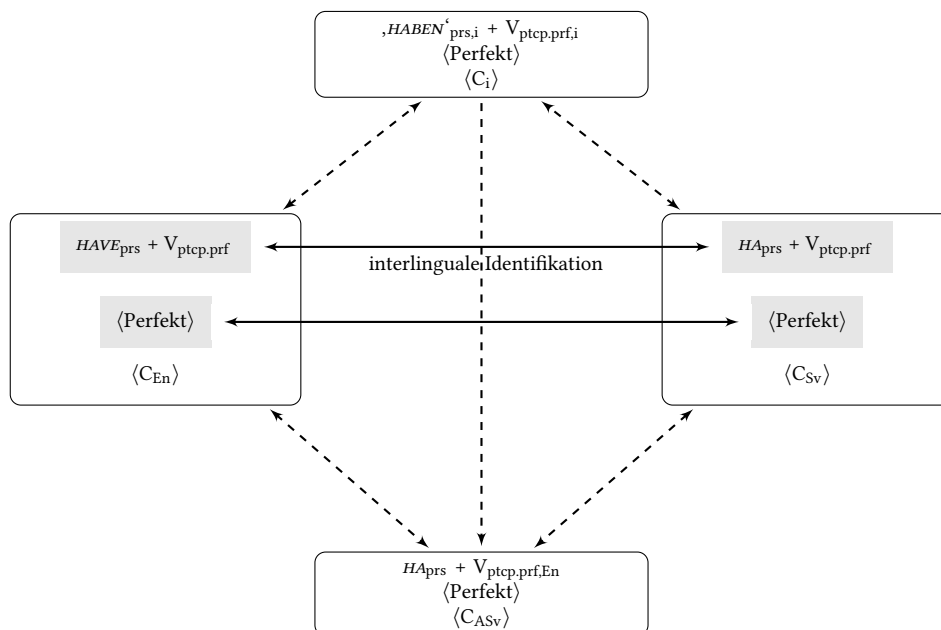 ‚HABEN‘prs,i + Vptcp.prf,i
⟨Perfekt⟩
⟨Ci⟩
HAVEprs + Vptcp.prf
HAprs + Vptcp.prf
interlinguale Identifikation
⟨Perfekt⟩
⟨Perfekt⟩
⟨CEn⟩
⟨CSv⟩
HAprs + Vptcp.prf,En
⟨Perfekt⟩
⟨CASv⟩